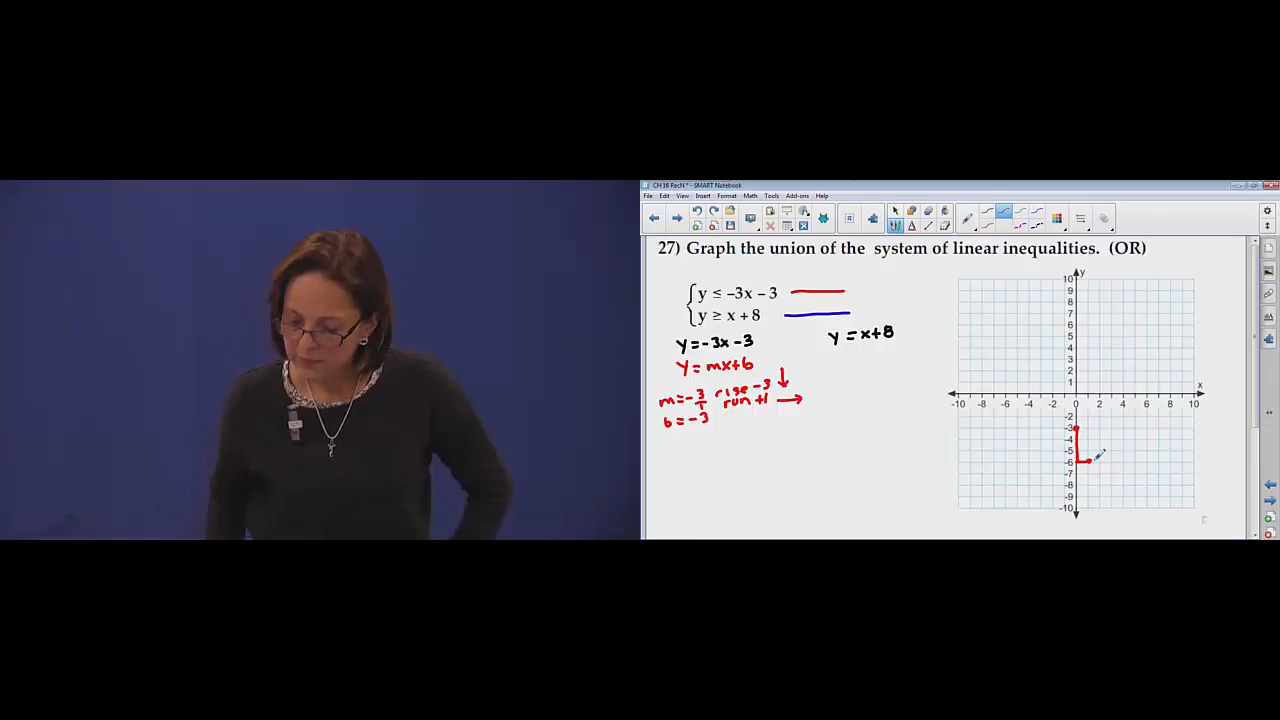 CH 16 RecN * - SMART Notebook
File Edit View Insert Format Math Tools Add-ons Help
27) Graph the union of the system of linear inequalities. (OR)
y ≤ -3x - 3
y ≥ x + 8
y = -3x - 3
y = x + 8
y = mx + b
m = -3/1 rise -3
run +1
b = -3
y
10
9
8
7
6
5
4
3
2
1
x
-10 -8 -6 -4 -2 0 2 4 6 8 10
-2
-3
-4
-5
-6
-7
-8
-9
-10